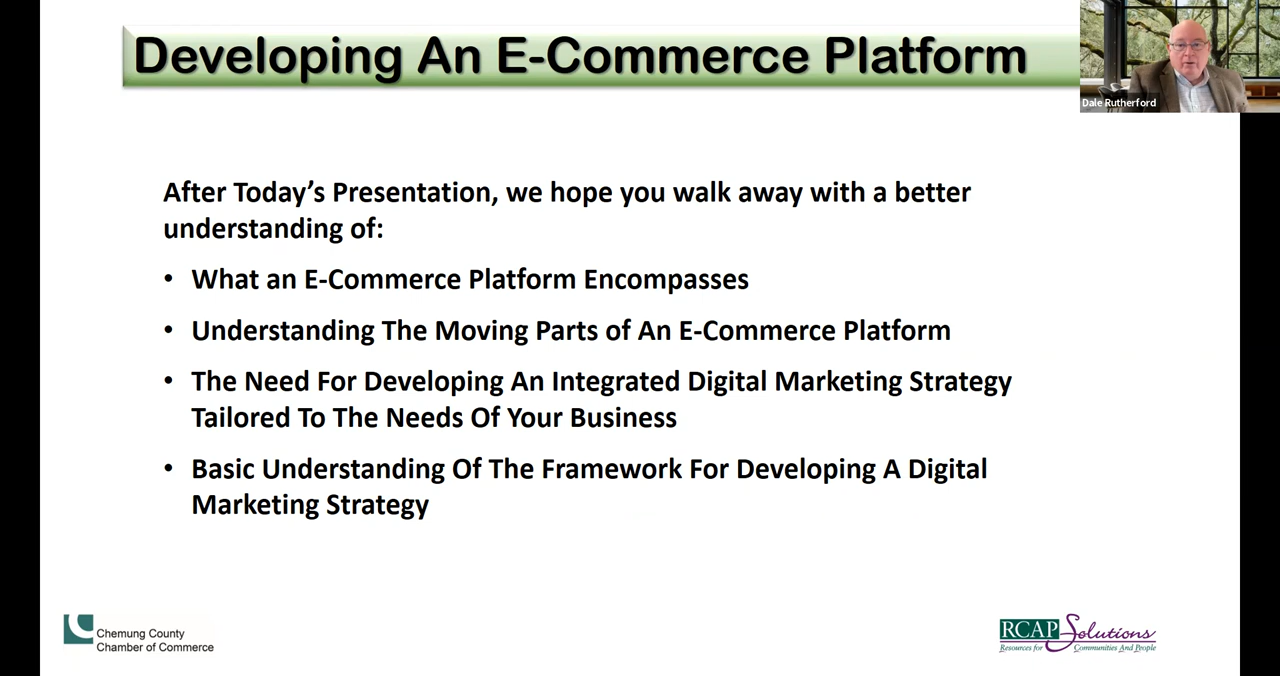 Developing An E-Commerce Platform
Dale Rutherford
After Today’s Presentation, we hope you walk away with a better
understanding of:
• What an E-Commerce Platform Encompasses
• Understanding The Moving Parts of An E-Commerce Platform
• The Need For Developing An Integrated Digital Marketing Strategy
Tailored To The Needs Of Your Business
• Basic Understanding Of The Framework For Developing A Digital
Marketing Strategy
Chemung County
Chamber of Commerce
RCAP Solutions
Resources for Communities And People